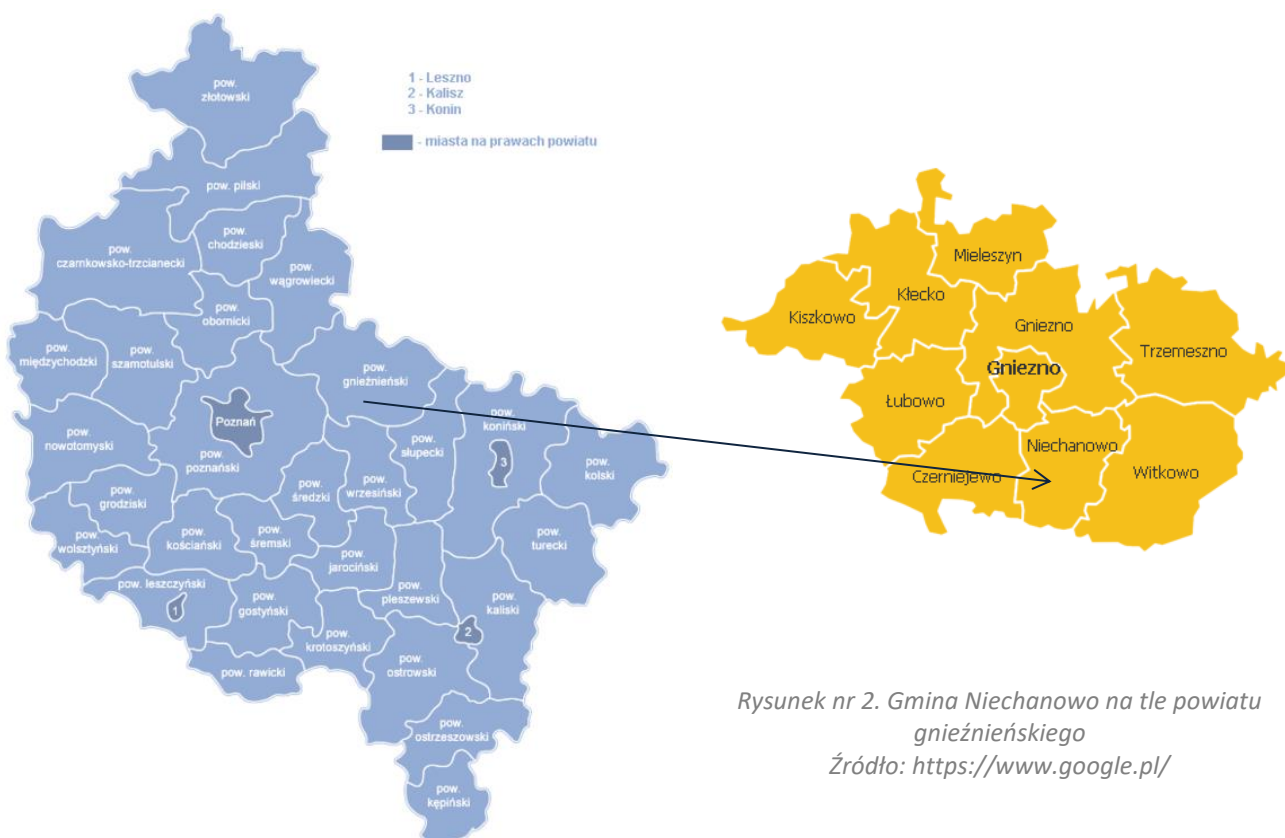 1 - Leszno
2 - Kalisz
3 - Konin
- miasta na prawach powiatu
pow.
złotowski
pow. pilski
pow.
chodzieski
pow.
czarnkowsko-trzcianecki
pow.
wągrowiecki
pow.
obornicki
pow.
międzychodzki
pow.
szamotulski
pow.
gnieźnieński
Poznań
pow.
nowotomyski
pow.
poznański
pow.
koniński
pow.
słupecki
3
pow.
kolski
pow.
średzki
pow.
wrzesiński
pow.
grodziski
pow.
wolsztyński
pow.
kościański
pow.
śremski
pow.
jarociński
pow.
turecki
pow. leszczyński
1
pow.
gostyński
pow.
pleszewski
pow.
kaliski
2
pow.
krotoszyński
pow. rawicki
pow.
ostrowski
pow.
ostrzeszowski
pow.
kępiński
Mieleszyn
Kłecko
Kiszkowo
Gniezno
Trzemeszno
Gniezno
Łubowo
Niechanowo
Czerniejewo
Witkowo
Rysunek nr 2. Gmina Niechanowo na tle powiatu
gnieźnieńskiego
Źródło: https://www.google.pl/